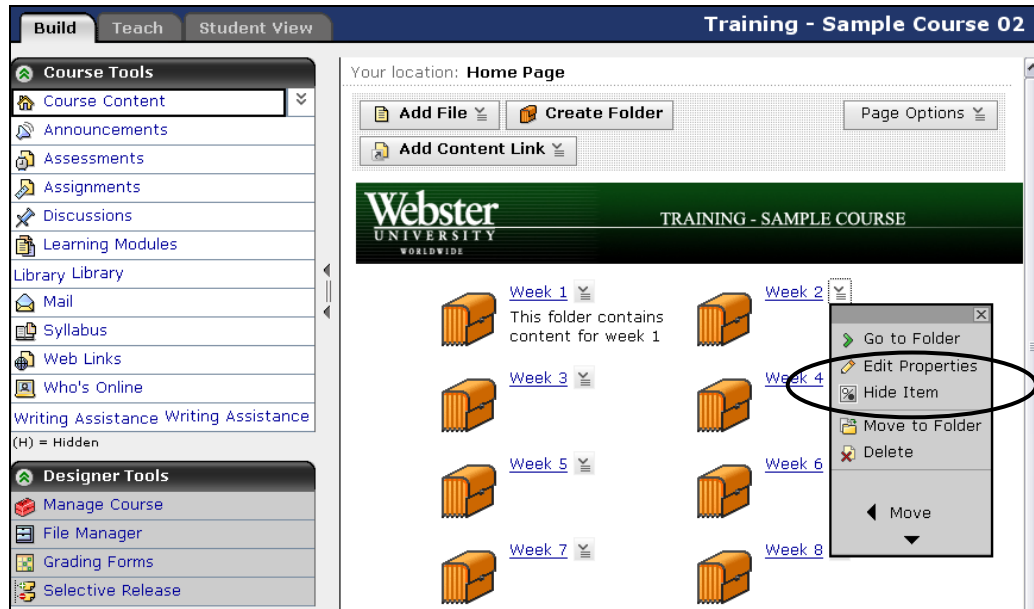 Build Teach Student View Training - Sample Course 02
Course Tools
Course Content
Announcements
Assessments
Assignments
Discussions
Learning Modules
Library Library
Mail
Syllabus
Web Links
Who's Online
Writing Assistance Writing Assistance
(H) = Hidden
Designer Tools
Manage Course
File Manager
Grading Forms
Selective Release
Your location: Home Page
Add File Create Folder Page Options
Add Content Link
Webster
UNIVERSITY
WORLDWIDE
TRAINING - SAMPLE COURSE
Week 1 Week 2
This folder contains
content for week 1
Week 3 Week 4
Week 5 Week 6
Week 7 Week 8
Go to Folder
Edit Properties
Hide Item
Move to Folder
Delete
Move